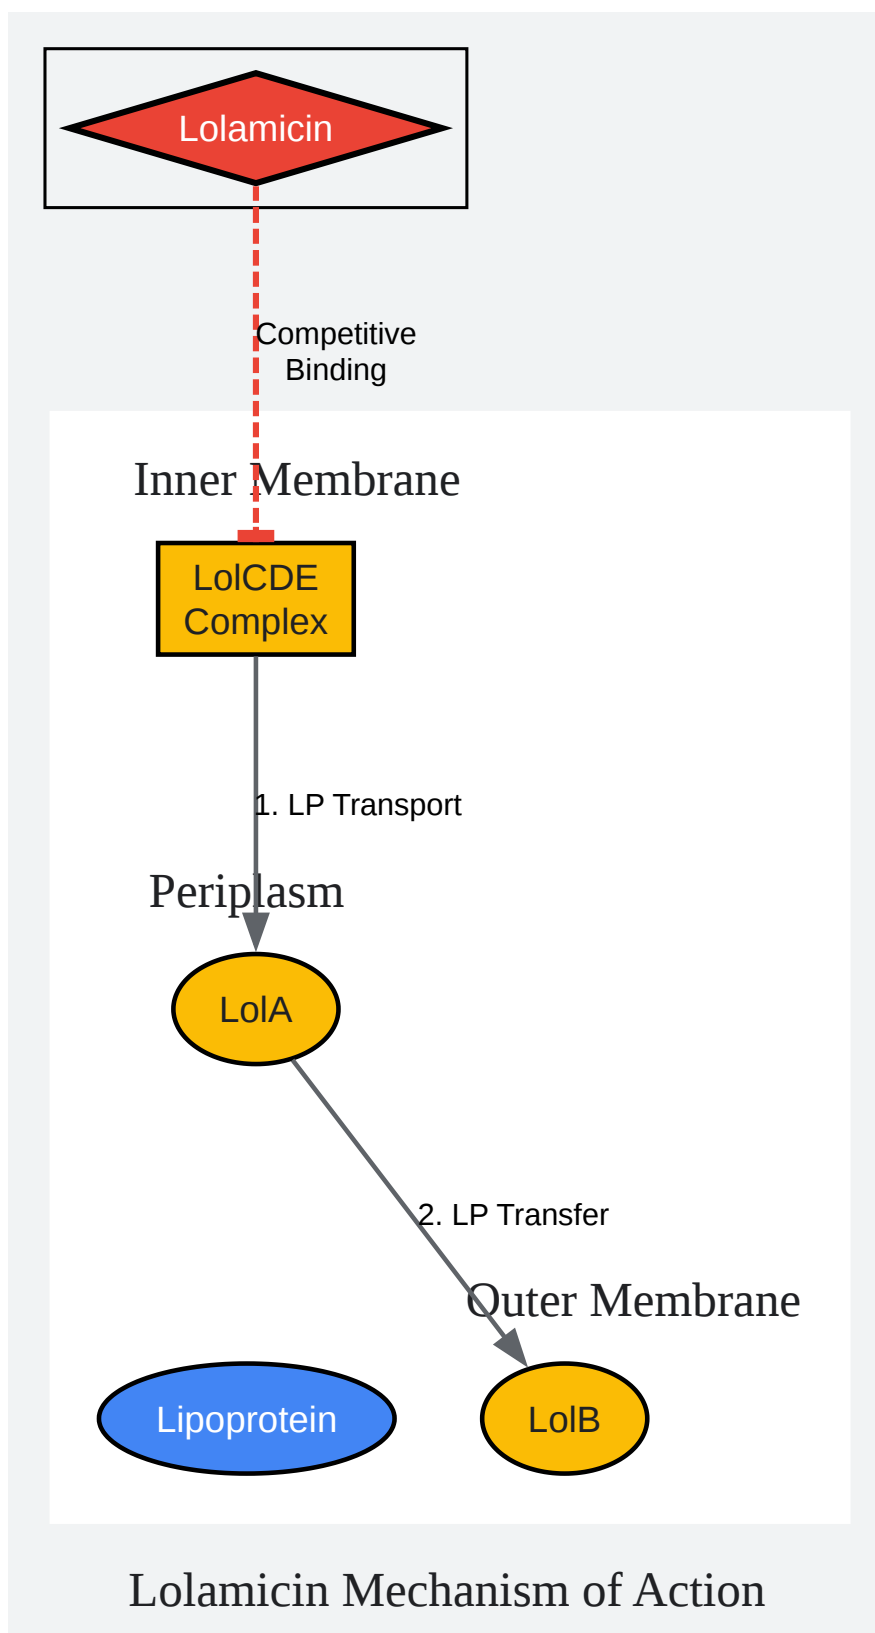 Lolamicin
Competitive
Binding
Inner Membrane
LolCDE
Complex
1. LP Transport
Periplasm
LolA
2. LP Transfer
Outer Membrane
Lipoprotein
LolB
Lolamicin Mechanism of Action